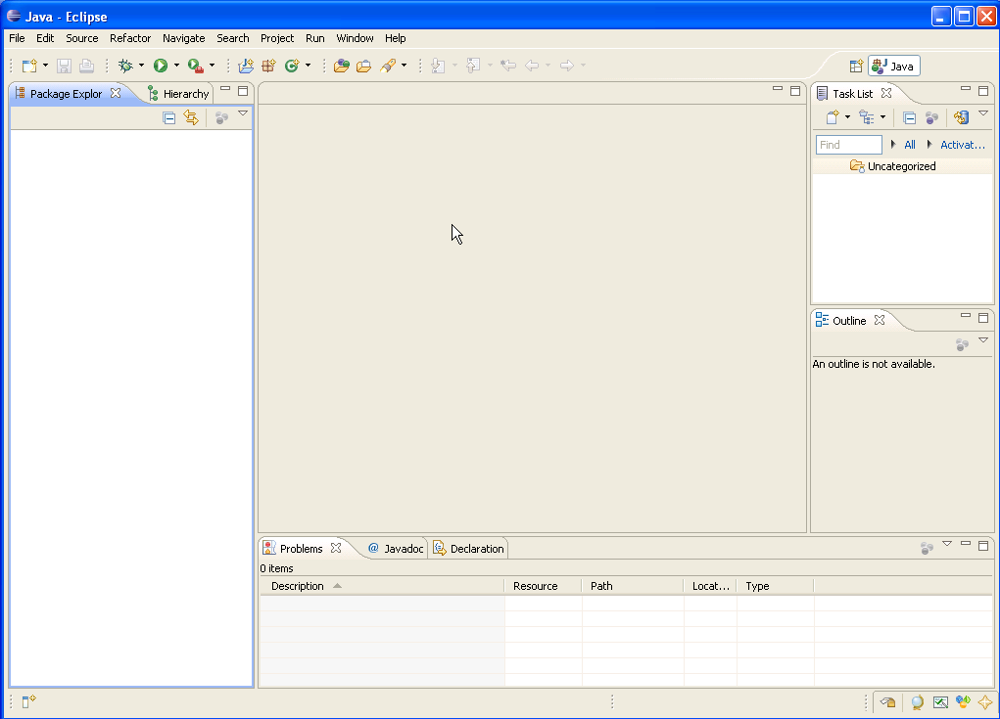 Java - Eclipse
File Edit Source Refactor Navigate Search Project Run Window Help
Java
Package Explor Hierarchy
Task List
Find All Activat...
Uncategorized
Outline
An outline is not available.
Problems @ Javadoc Declaration
0 items
Description Resource Path Locat... Type